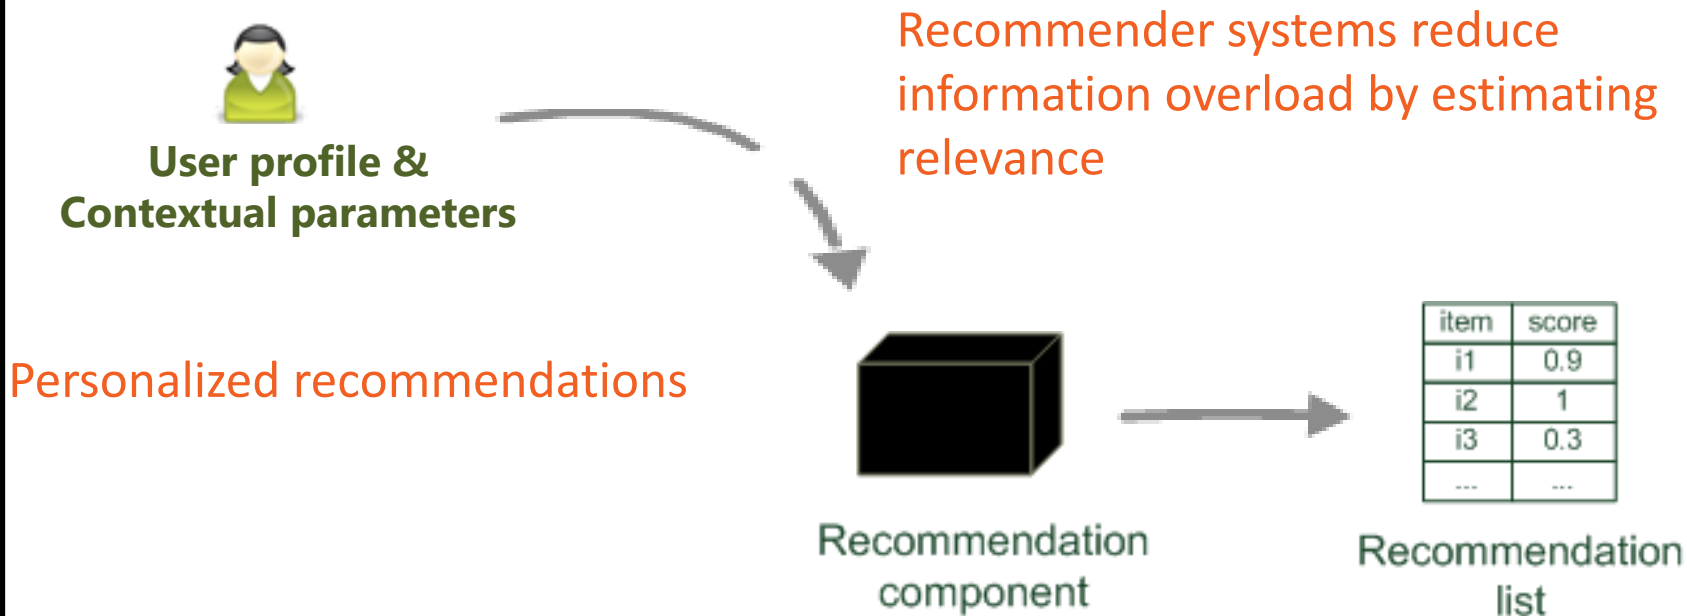 Recommender systems reduce
information overload by estimating
relevance
User profile &
Contextual parameters
Personalized recommendations
item score
i1 0.9
i2 1
i3 0.3
... ...
Recommendation
component
Recommendation
list